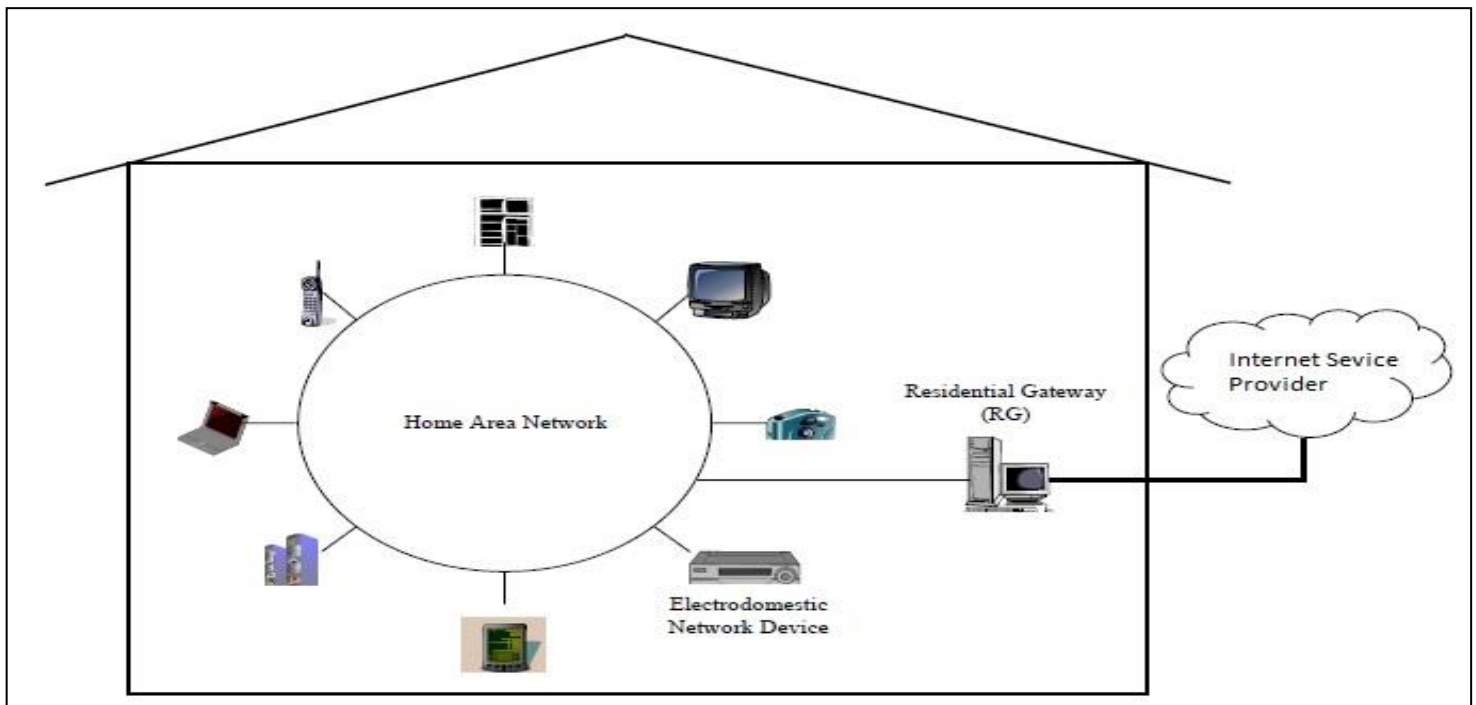 Internet Sevice
Provider
Residential Gateway
(RG)
Home Area Network
Electrodomestic
Network Device